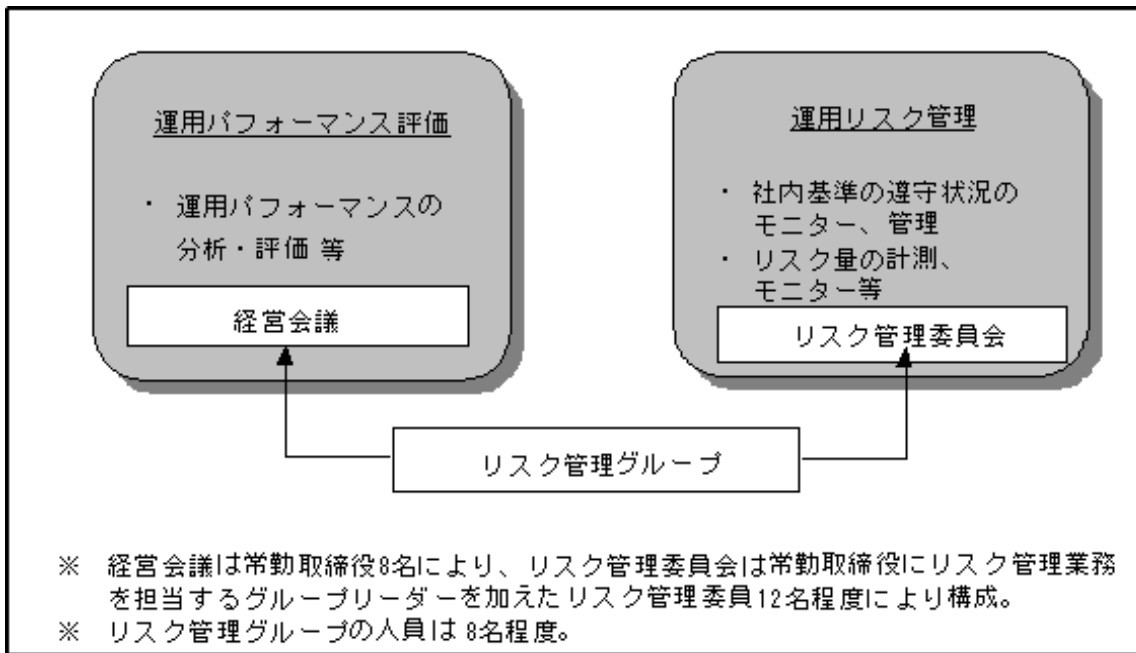 運用パフォーマンス評価
・ 運用パフォーマンスの
分析・評価 等
経営会議
運用リスク管理
・ 社内基準の遵守状況の
モニター、管理
・ リスク量の計測、
モニター等
リスク管理委員会
リスク管理グループ
※ 経営会議は常勤取締役8名により、リスク管理委員会は常勤取締役にリスク管理業務
を担当するグループリーダーを加えたリスク管理委員12名程度により構成。
※ リスク管理グループの人員は8名程度。